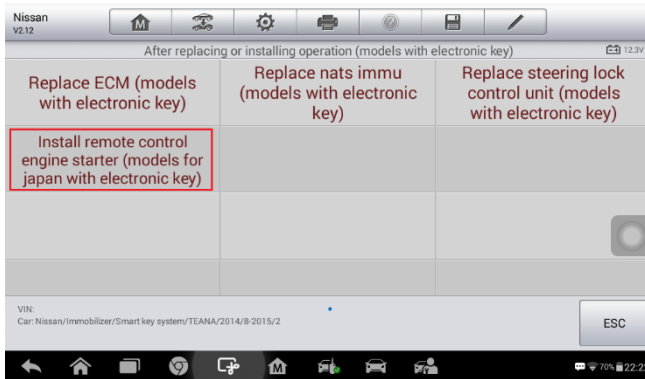 Nissan
V2.12
After replacing or installing operation (models with electronic key)
12.3V
Replace ECM (models
with electronic key)
Replace nats immu
(models with electronic
key)
Replace steering lock
control unit (models
with electronic key)
Install remote control
engine starter (models for
japan with electronic key)
VIN:
Car: Nissan/Immobilizer/Smart key system/TEANA/2014/8-2015/2
ESC
70%